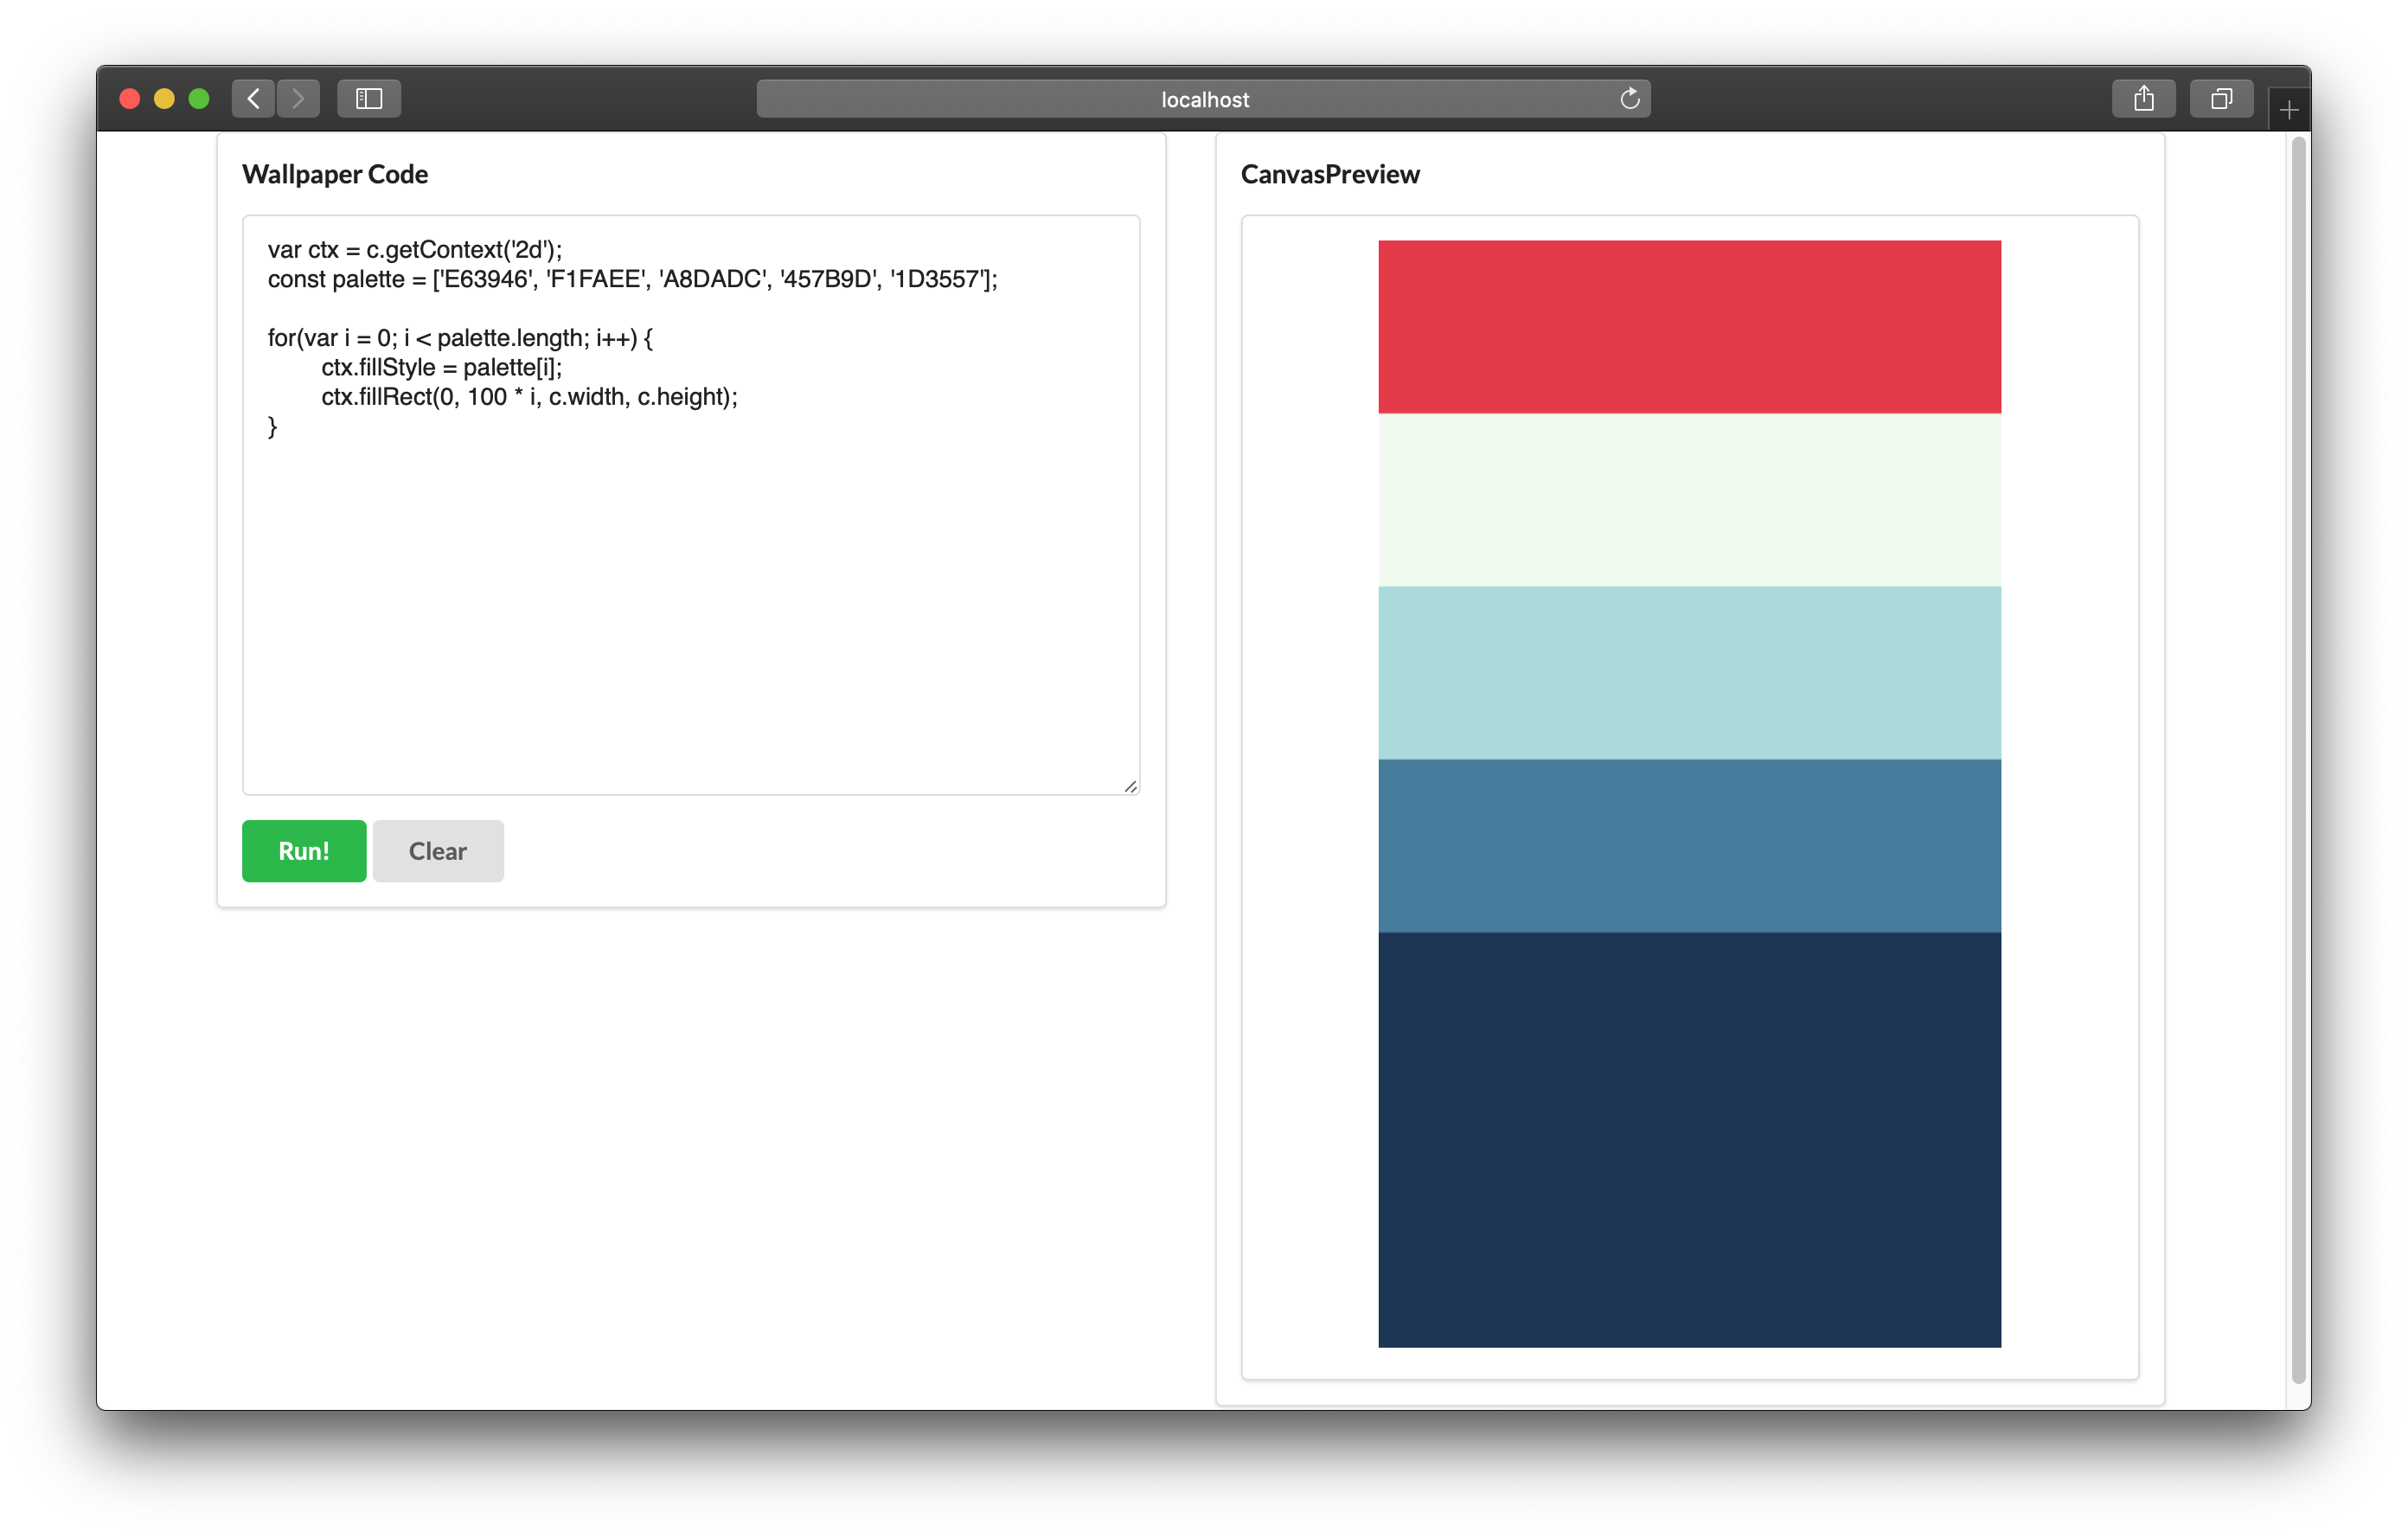 localhost
Wallpaper Code
var ctx = c.getContext('2d');
const palette = ['E63946', 'F1FAEE', 'A8DADC', '457B9D', '1D3557'];
for(var i = 0; i < palette.length; i++) {
ctx.fillStyle = palette[i];
ctx.fillRect(0, 100 * i, c.width, c.height);
}
Run!
Clear
CanvasPreview